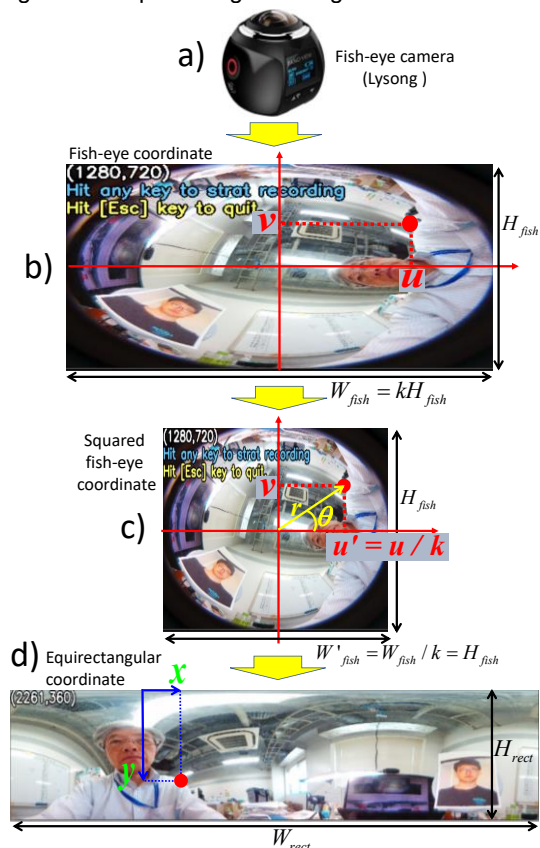 a)
Fish-eye camera
(Lysong )
Fish-eye coordinate
(1280,720)
Hit any key to strat recording
Hit [Esc] key to quit
v
u
b)
H_fish
W_fish = kH_fish
Squared
fish-eye
coordinate
(1280,720)
Hit any key to strat recording
Hit [Esc] key to quit
v
r
θ
c)
u' = u / k
H_fish
W'_fish = W_fish / k = H_fish
d) Equirectangular
coordinate
(2261,360)
x
y
H_rect
W_rect